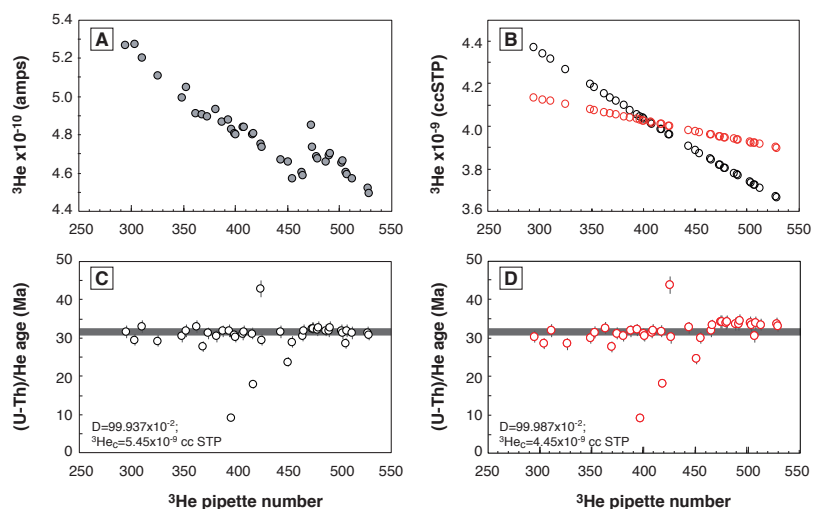 A
³He x10⁻¹⁰ (amps)
5.4
5.2
5.0
4.8
4.6
4.4
250 300 350 400 450 500 550
B
³He x10⁻⁹ (ccSTP)
4.4
4.2
4.0
3.8
3.6
250 300 350 400 450 500 550
C
(U-Th)/He age (Ma)
50
40
30
20
10
0
D=99.937x10⁻²;
³Hec=5.45x10⁻⁹ cc STP
250 300 350 400 450 500 550
³He pipette number
D
(U-Th)/He age (Ma)
50
40
30
20
10
0
D=99.987x10⁻²;
³Hec=4.45x10⁻⁹ cc STP
250 300 350 400 450 500 550
³He pipette number